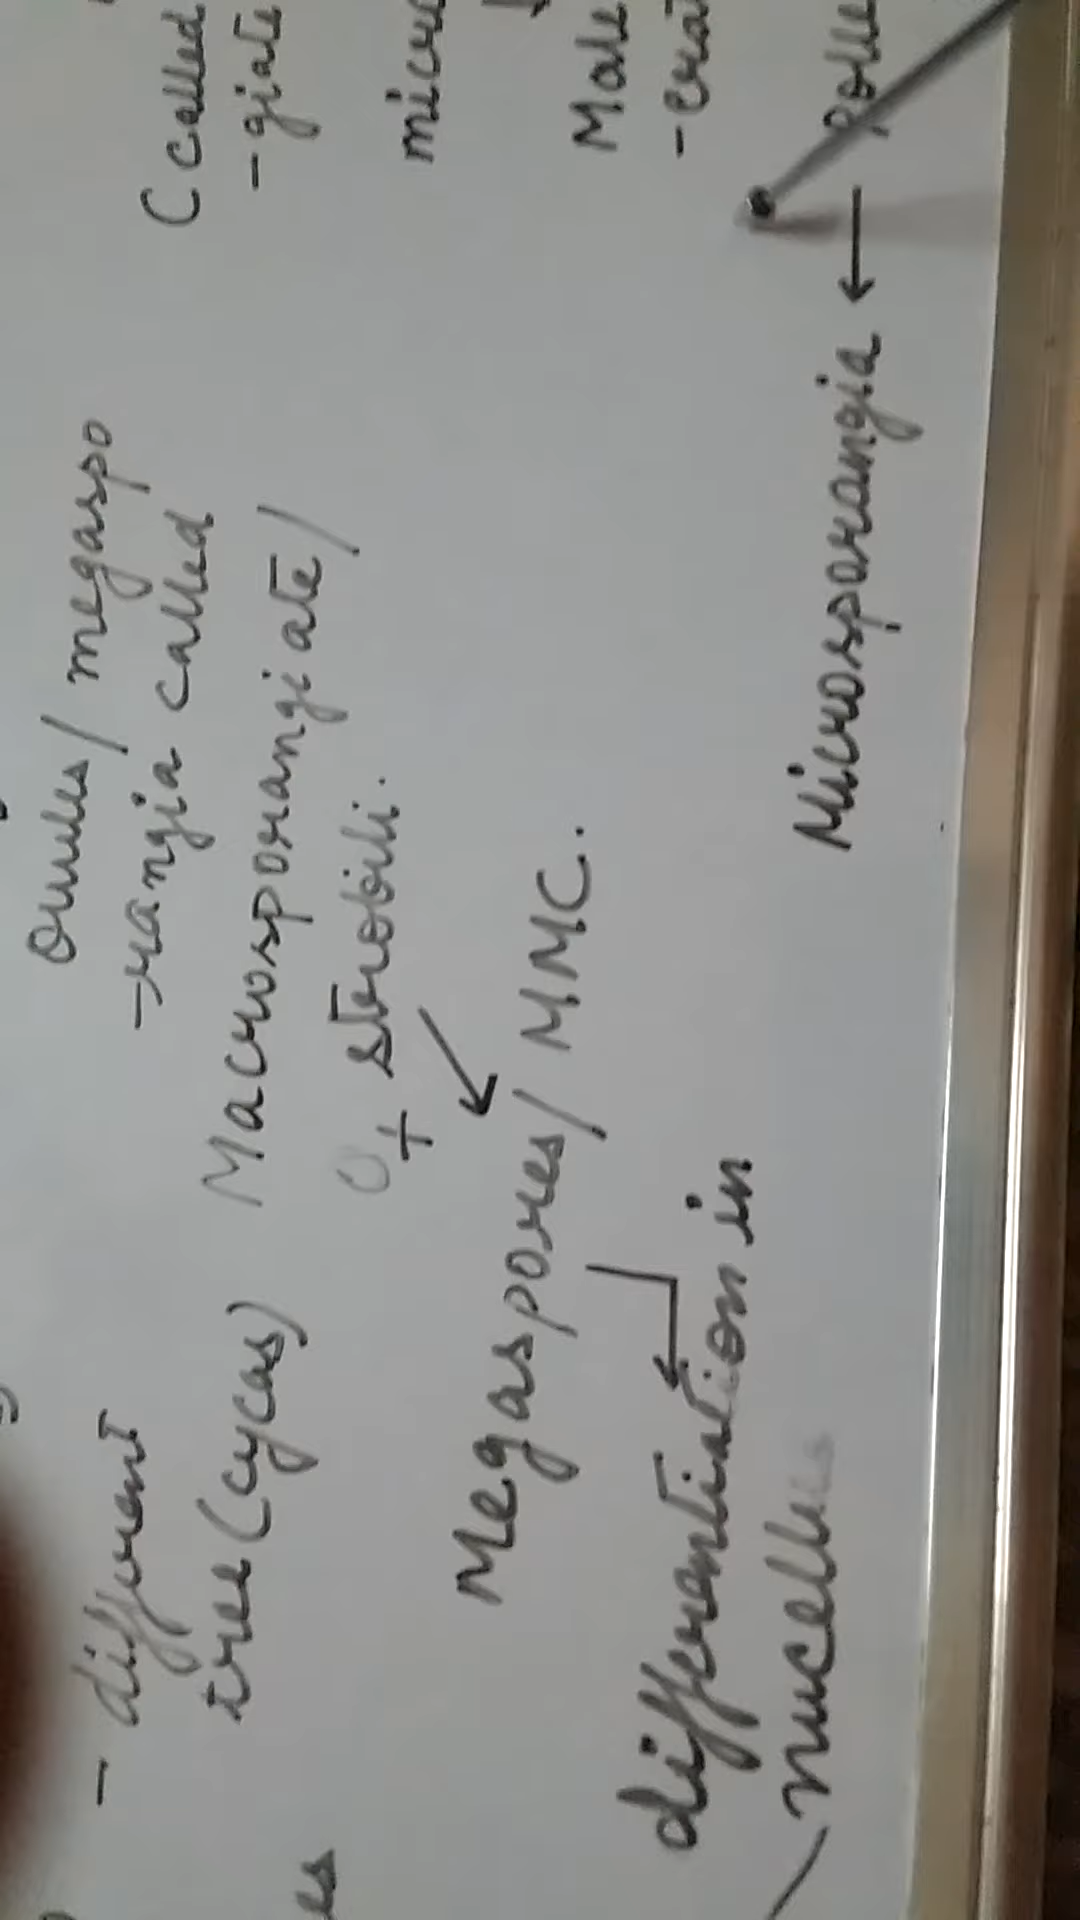 - different
tree (cycas)
ovules/megaspo
-rangia called
Macrosporangiate/
♀ strobili.
Megaspores/MMC.
differentiation in
nucellus
(called
-giate
Male
Microsporangia ←